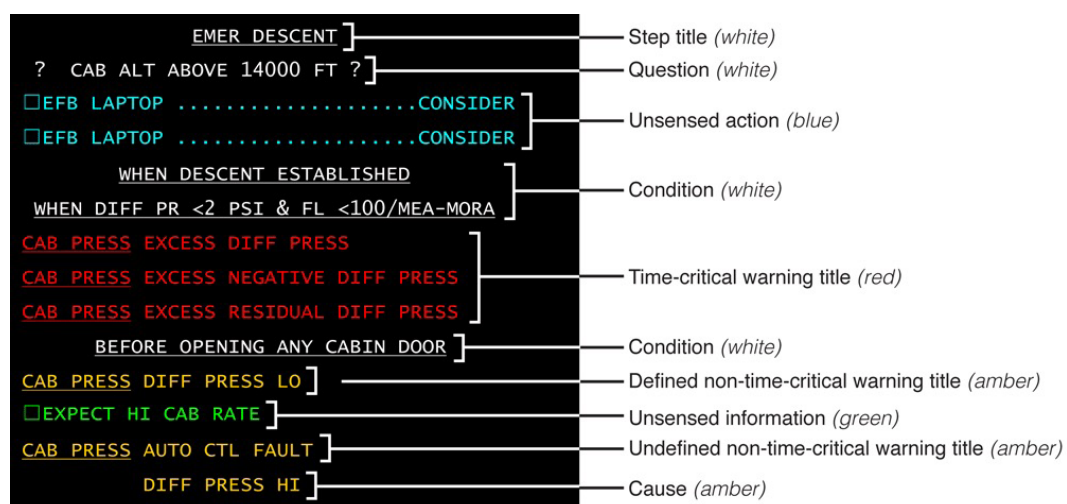 EMER DESCENT
Step title (white)
? CAB ALT ABOVE 14000 FT ?
Question (white)
□EFB LAPTOP ....................CONSIDER
□EFB LAPTOP ....................CONSIDER
Unsensed action (blue)
WHEN DESCENT ESTABLISHED
WHEN DIFF PR <2 PSI & FL <100/MEA-MORA
Condition (white)
CAB PRESS EXCESS DIFF PRESS
CAB PRESS EXCESS NEGATIVE DIFF PRESS
CAB PRESS EXCESS RESIDUAL DIFF PRESS
Time-critical warning title (red)
BEFORE OPENING ANY CABIN DOOR
Condition (white)
CAB PRESS DIFF PRESS LO
Defined non-time-critical warning title (amber)
□EXPECT HI CAB RATE
Unsensed information (green)
CAB PRESS AUTO CTL FAULT
Undefined non-time-critical warning title (amber)
DIFF PRESS HI
Cause (amber)